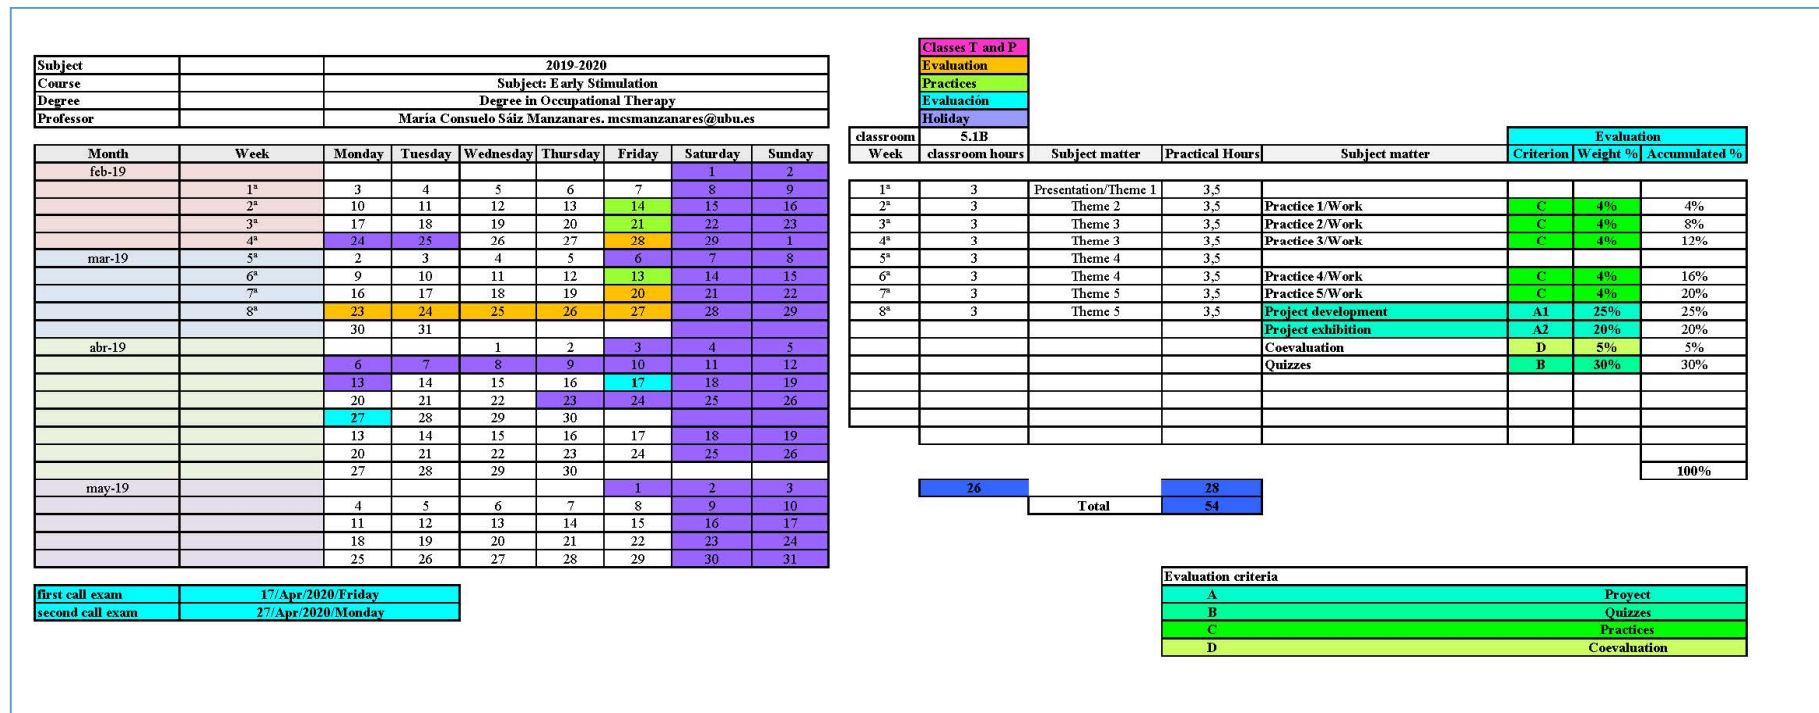 Subject 2019-2020
Course Subject: Early Stimulation
Degree Degree in Occupational Therapy
Professor María Consuelo Sáiz Manzanares. mcsmanzanares@ubu.es
Month Week Monday Tuesday Wednesday Thursday Friday Saturday Sunday
feb-19 1 2
1ª 3 4 5 6 7 8 9
2ª 10 11 12 13 14 15 16
3ª 17 18 19 20 21 22 23
4ª 24 25 26 27 28 29 1
mar-19 5ª 2 3 4 5 6 7 8
6ª 9 10 11 12 13 14 15
7ª 16 17 18 19 20 21 22
8ª 23 24 25 26 27 28 29
30 31
abr-19 1 2 3 4 5
6 7 8 9 10 11 12
13 14 15 16 17 18 19
20 21 22 23 24 25 26
27 28 29 30
13 14 15 16 17 18 19
20 21 22 23 24 25 26
27 28 29 30
may-19 1 2 3
4 5 6 7 8 9 10
11 12 13 14 15 16 17
18 19 20 21 22 23 24
25 26 27 28 29 30 31
first call exam 17/Apr/2020/Friday
second call exam 27/Apr/2020/Monday
Classes T and P
Evaluation
Practices
Evaluación
Holiday
classroom 5.1B Evaluation
Week classroom hours Subject matter Practical Hours Subject matter Criterion Weight % Accumulated %
1ª 3 Presentation/Theme 1 3,5
2ª 3 Theme 2 3,5 Practice 1/Work C 4% 4%
3ª 3 Theme 3 3,5 Practice 2/Work C 4% 8%
4ª 3 Theme 3 3,5 Practice 3/Work C 4% 12%
5ª 3 Theme 4 3,5
6ª 3 Theme 4 3,5 Practice 4/Work C 4% 16%
7ª 3 Theme 5 3,5 Practice 5/Work C 4% 20%
8ª 3 Theme 5 3,5 Project development A1 25% 25%
Project exhibition A2 20% 20%
Coevaluation D 5% 5%
Quizzes B 30% 30%
100%
26 28
Total 54
Evaluation criteria
A Proyect
B Quizzes
C Practices
D Coevaluation